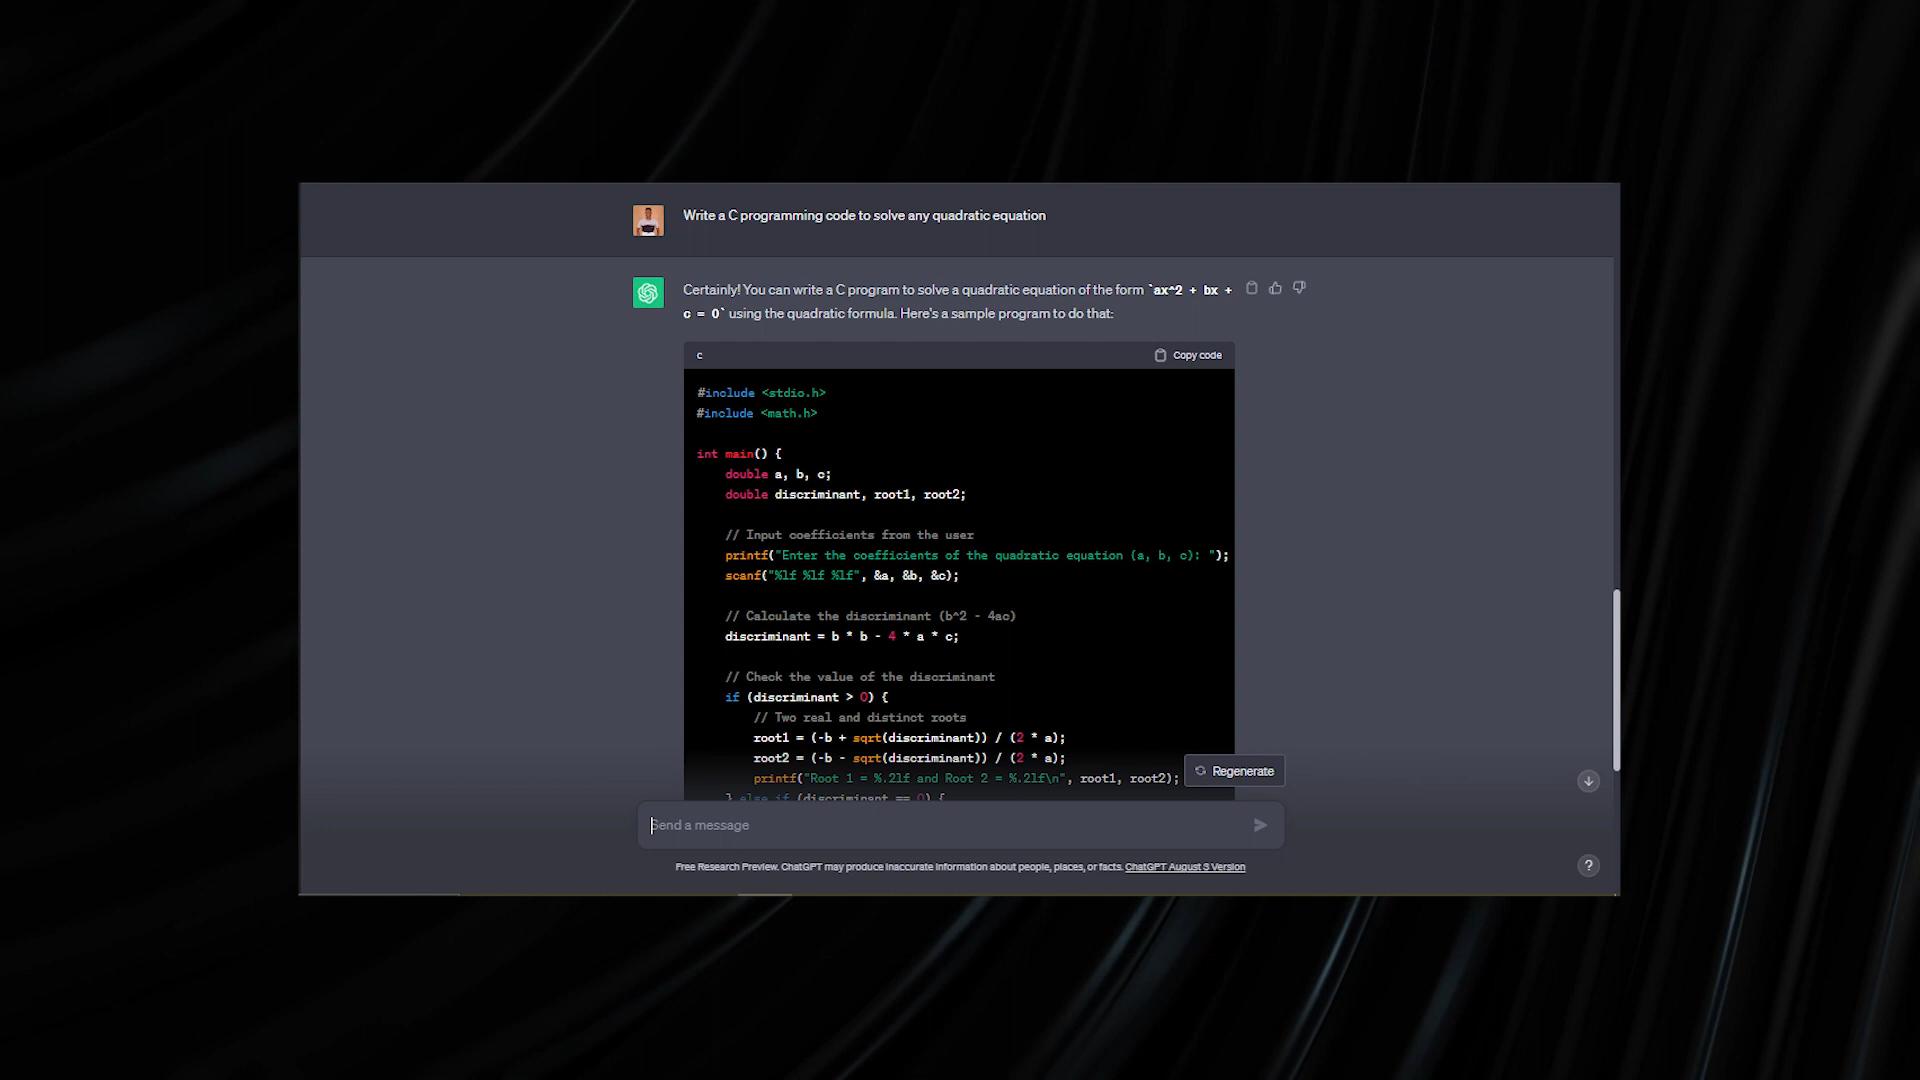 Write a C programming code to solve any quadratic equation
Certainly! You can write a C program to solve a quadratic equation of the form `ax^2 + bx +
c = 0` using the quadratic formula. Here's a sample program to do that:
c
Copy code
#include <stdio.h>
#include <math.h>
int main() {
double a, b, c;
double discriminant, root1, root2;
// Input coefficients from the user
printf("Enter the coefficients of the quadratic equation (a, b, c): ");
scanf("%lf %lf %lf", &a, &b, &c);
// Calculate the discriminant (b^2 - 4ac)
discriminant = b * b - 4 * a * c;
// Check the value of the discriminant
if (discriminant > 0) {
// Two real and distinct roots
root1 = (-b + sqrt(discriminant)) / (2 * a);
root2 = (-b - sqrt(discriminant)) / (2 * a);
printf("Root 1 = %.2lf and Root 2 = %.2lf\n", root1, root2);
Regenerate
} else if (discriminant == 0) {
Send a message
Free Research Preview. ChatGPT may produce inaccurate information about people, places, or facts. ChatGPT August 3 Version
?